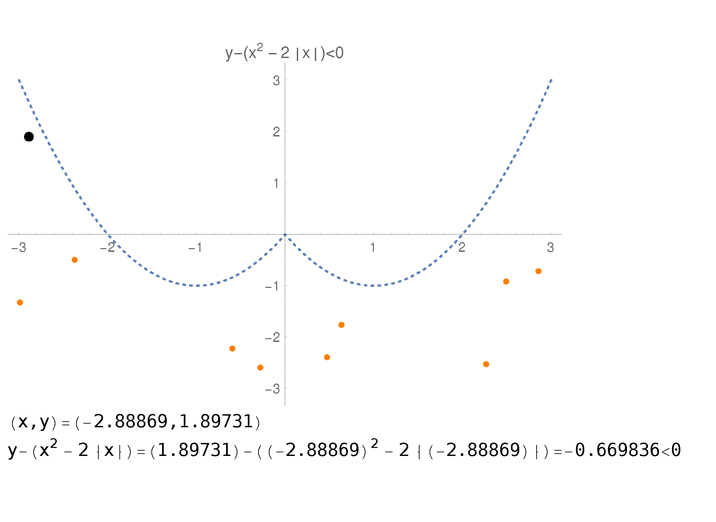 y−(x² − 2 |x|)<0
3
2
1
−3 −2 −1 1 2 3
−1
−2
−3
(x,y)=(−2.88869,1.89731)
y−(x² − 2 |x|)=(1.89731)−((−2.88869)² − 2 |(−2.88869)|)=−0.669836<0